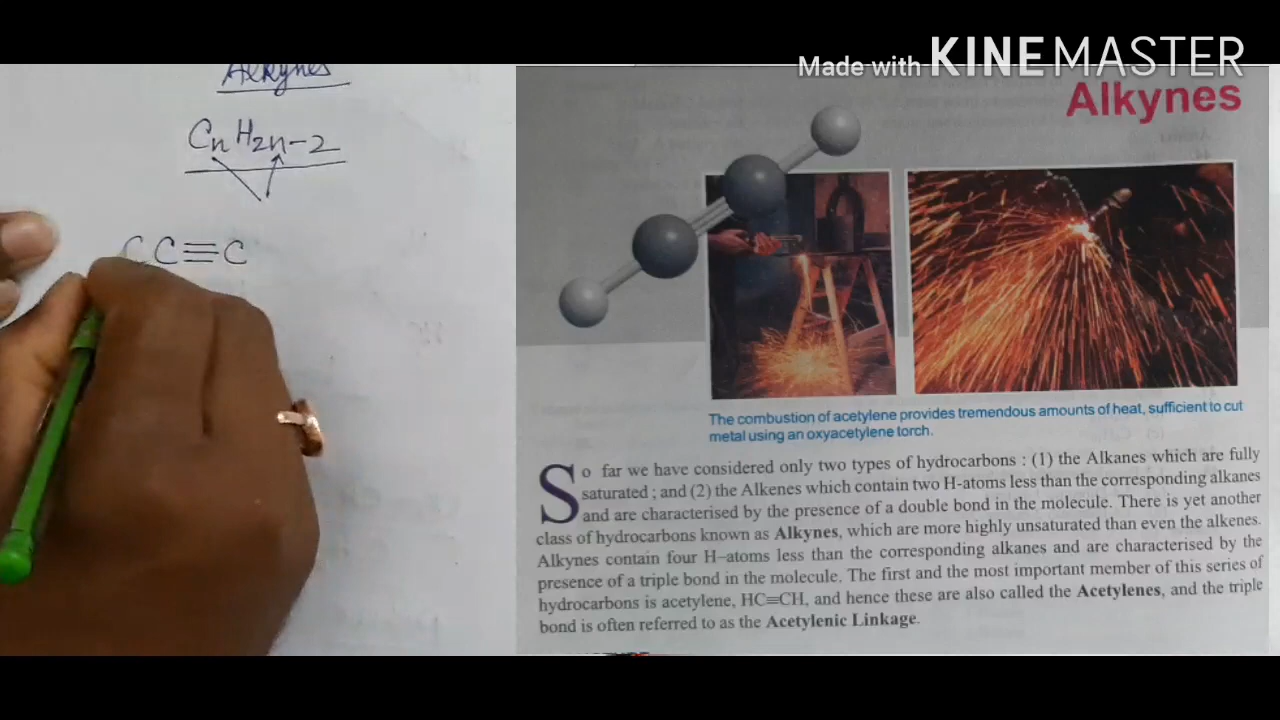 Made with KINEMASTER
Alkynes
CnH2n-2
C C≡C
Alkynes
The combustion of acetylene provides tremendous amounts of heat, sufficient to cut
metal using an oxyacetylene torch.
So far we have considered only two types of hydrocarbons : (1) the Alkanes which are fully
saturated ; and (2) the Alkenes which contain two H-atoms less than the corresponding alkanes
and are characterised by the presence of a double bond in the molecule. There is yet another
class of hydrocarbons known as Alkynes, which are more highly unsaturated than even the alkenes.
Alkynes contain four H–atoms less than the corresponding alkanes and are characterised by the
presence of a triple bond in the molecule. The first and the most important member of this series of
hydrocarbons is acetylene, HC≡CH, and hence these are also called the Acetylenes, and the triple
bond is often referred to as the Acetylenic Linkage.